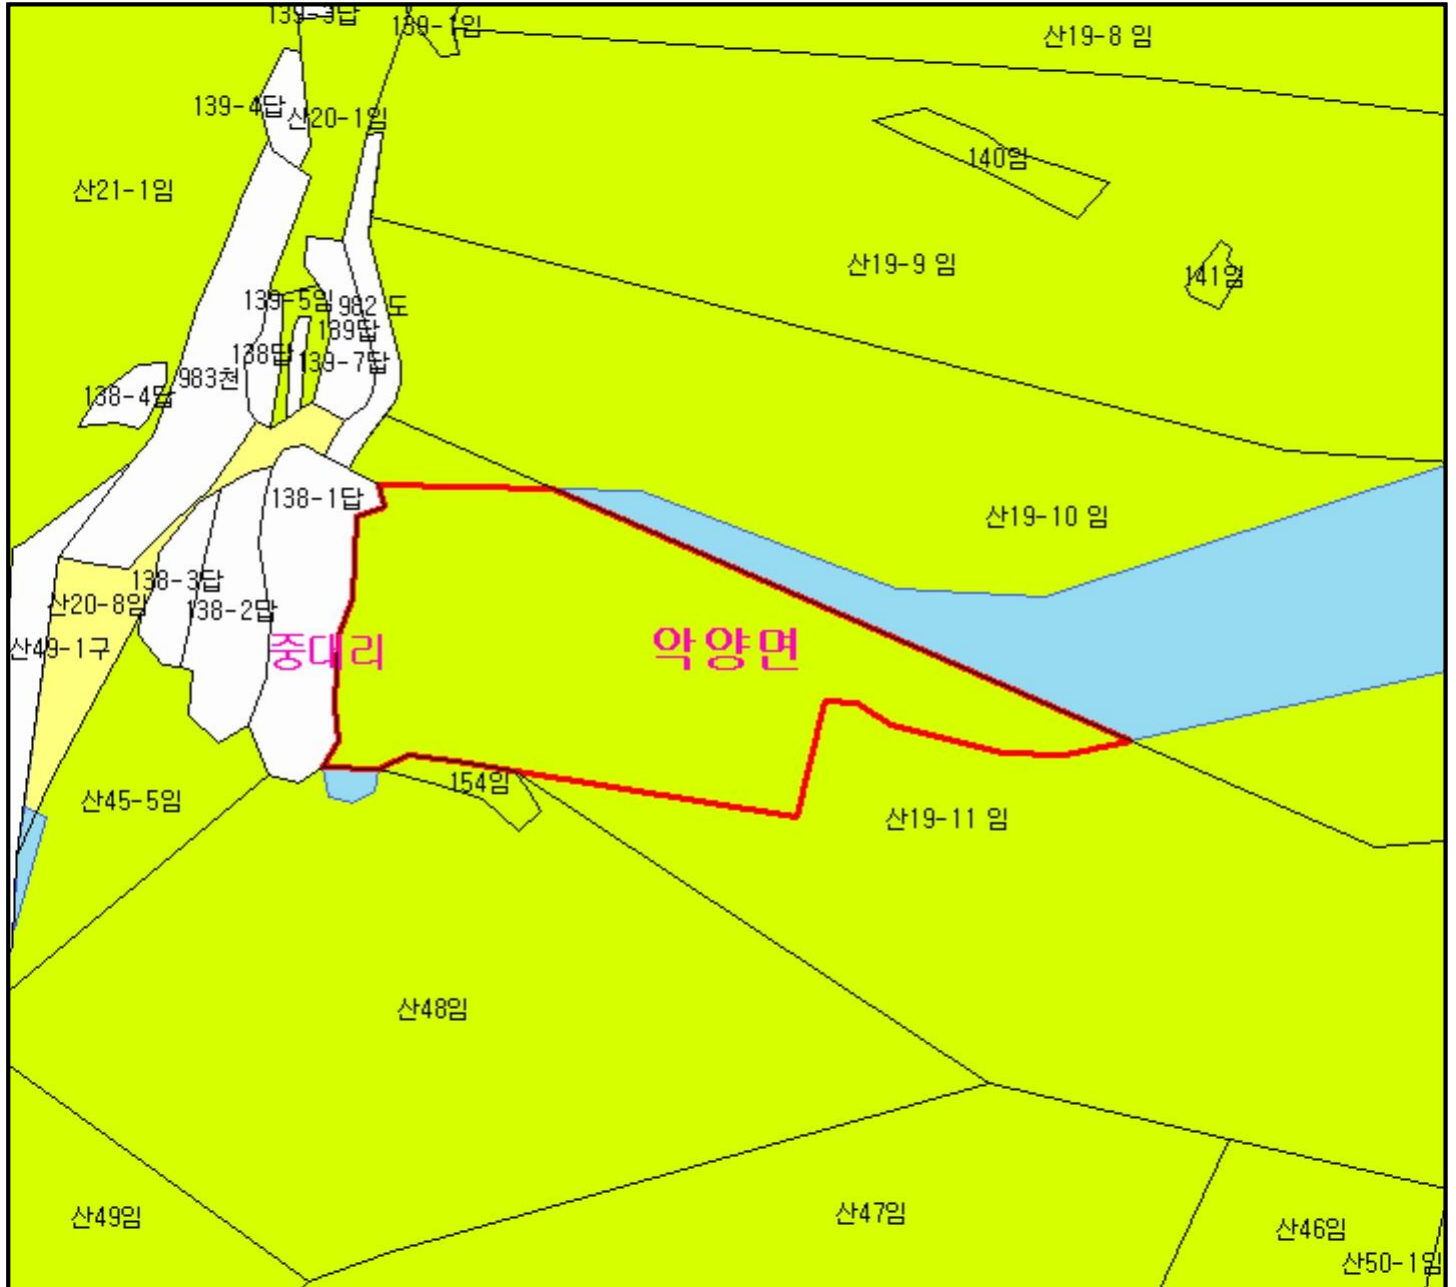 139-3답
139-1임
산19-8 임
139-4답
산20-1임
140임
산21-1임
산19-9 임
141임
139-5임
982 도
139답
138답
139-7답
983천
138-4답
138-1답
산19-10 임
138-3답
산20-8임
138-2답
산49-1구
중대리
악양면
154임
산45-5임
산19-11 임
산48임
산49임
산47임
산46임
산50-1임